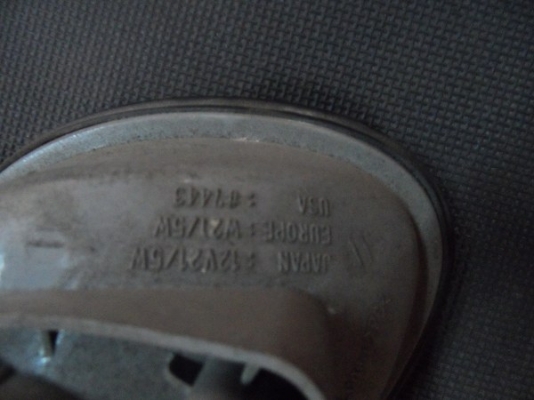 JAPAN : 12V21/5W
EUROPE : W21/5W
USA : #7443